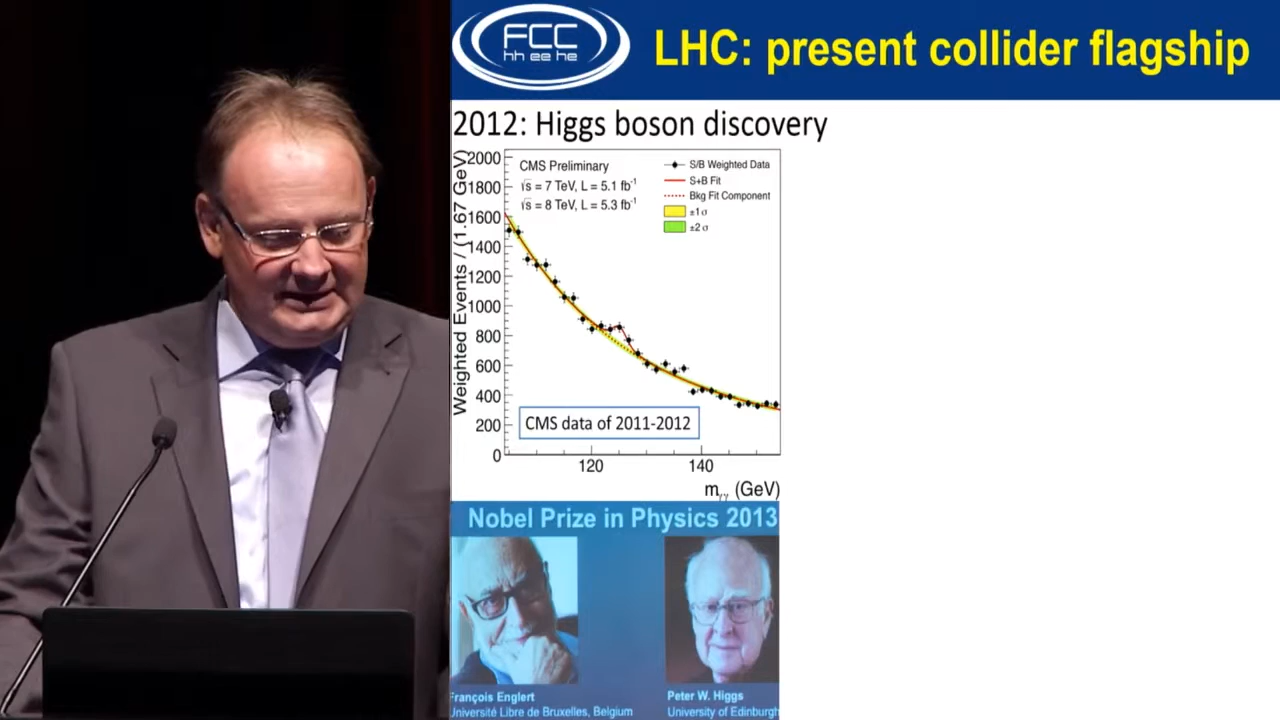 FCC
hh ee he
LHC: present collider flagship
2012: Higgs boson discovery
Weighted Events / (1.67 GeV)
2000
1800
1600
1400
1200
1000
800
600
400
200
0
CMS Preliminary
√s = 7 TeV, L = 5.1 fb⁻¹
√s = 8 TeV, L = 5.3 fb⁻¹
S/B Weighted Data
S+B Fit
Bkg Fit Component
±1 σ
±2 σ
CMS data of 2011-2012
120 140
mγγ (GeV)
Nobel Prize in Physics 2013
François Englert
Université Libre de Bruxelles, Belgium
Peter W. Higgs
University of Edinburgh